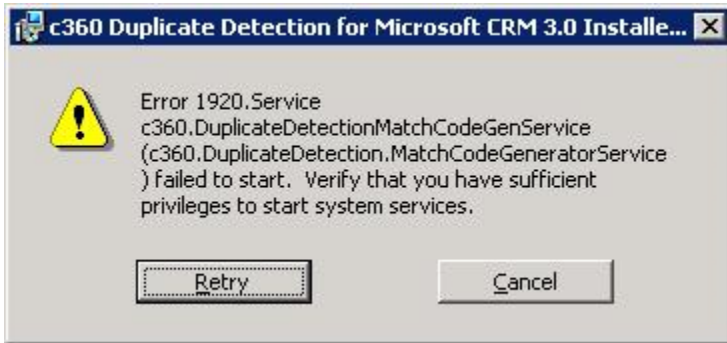 c360 Duplicate Detection for Microsoft CRM 3.0 Installe...
Error 1920.Service
c360.DuplicateDetectionMatchCodeGenService
(c360.DuplicateDetection.MatchCodeGeneratorService
) failed to start. Verify that you have sufficient
privileges to start system services.
Retry
Cancel